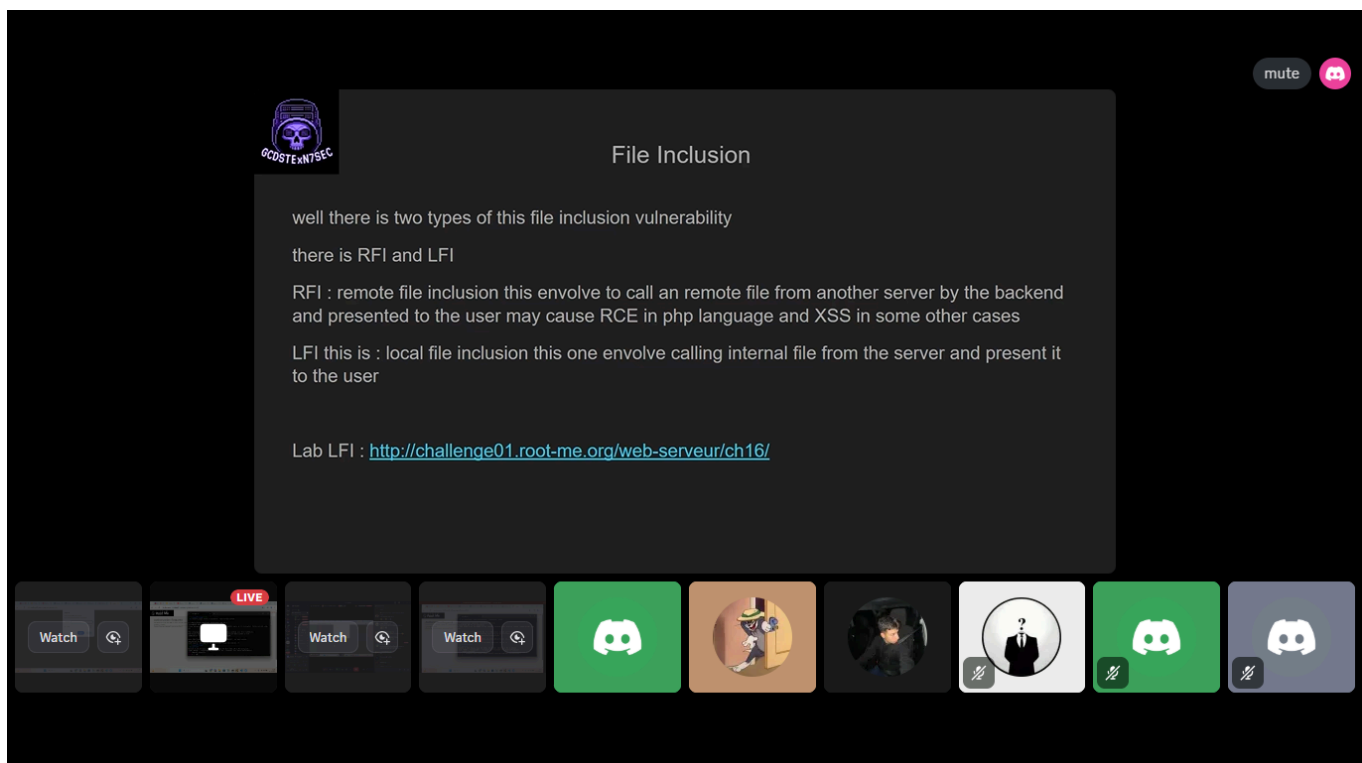 mute
GCDSTExN7SEC
File Inclusion
well there is two types of this file inclusion vulnerability
there is RFI and LFI
RFI : remote file inclusion this envolve to call an remote file from another server by the backend
and presented to the user may cause RCE in php language and XSS in some other cases
LFI this is : local file inclusion this one envolve calling internal file from the server and present it
to the user
Lab LFI : http://challenge01.root-me.org/web-serveur/ch16/
LIVE
Watch
Watch
Watch
?